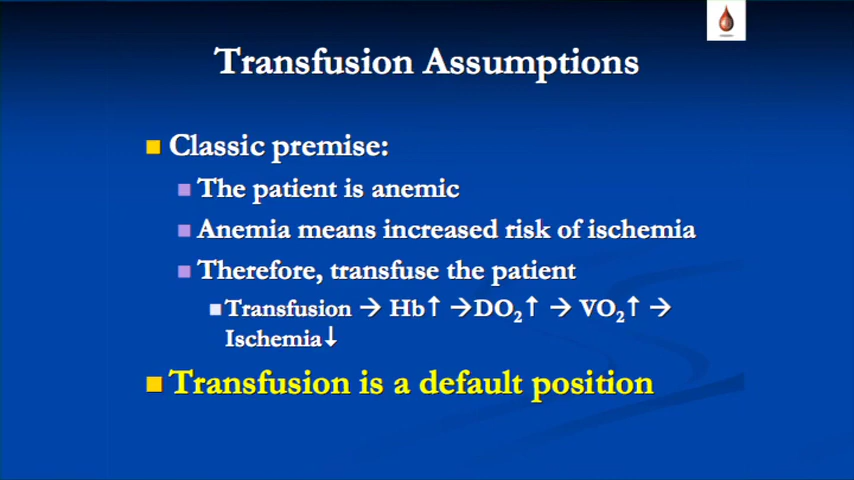 Transfusion Assumptions
Classic premise:
The patient is anemic
Anemia means increased risk of ischemia
Therefore, transfuse the patient
Transfusion → Hb↑ →DO₂↑ → VO₂↑ →
Ischemia↓
Transfusion is a default position